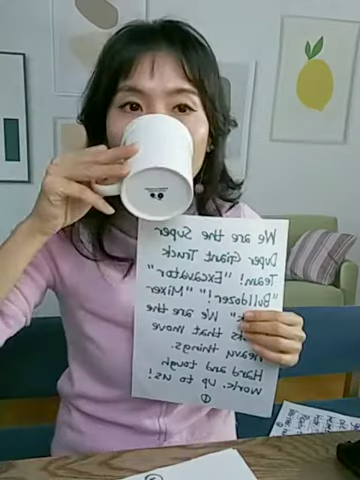 We are the Super
Duper Giant Truck
Team! "Excavator"
"Bulldozer!" "Mixer
We are the
that move
Heavy things.
Hard and tough
works. up to us!
①